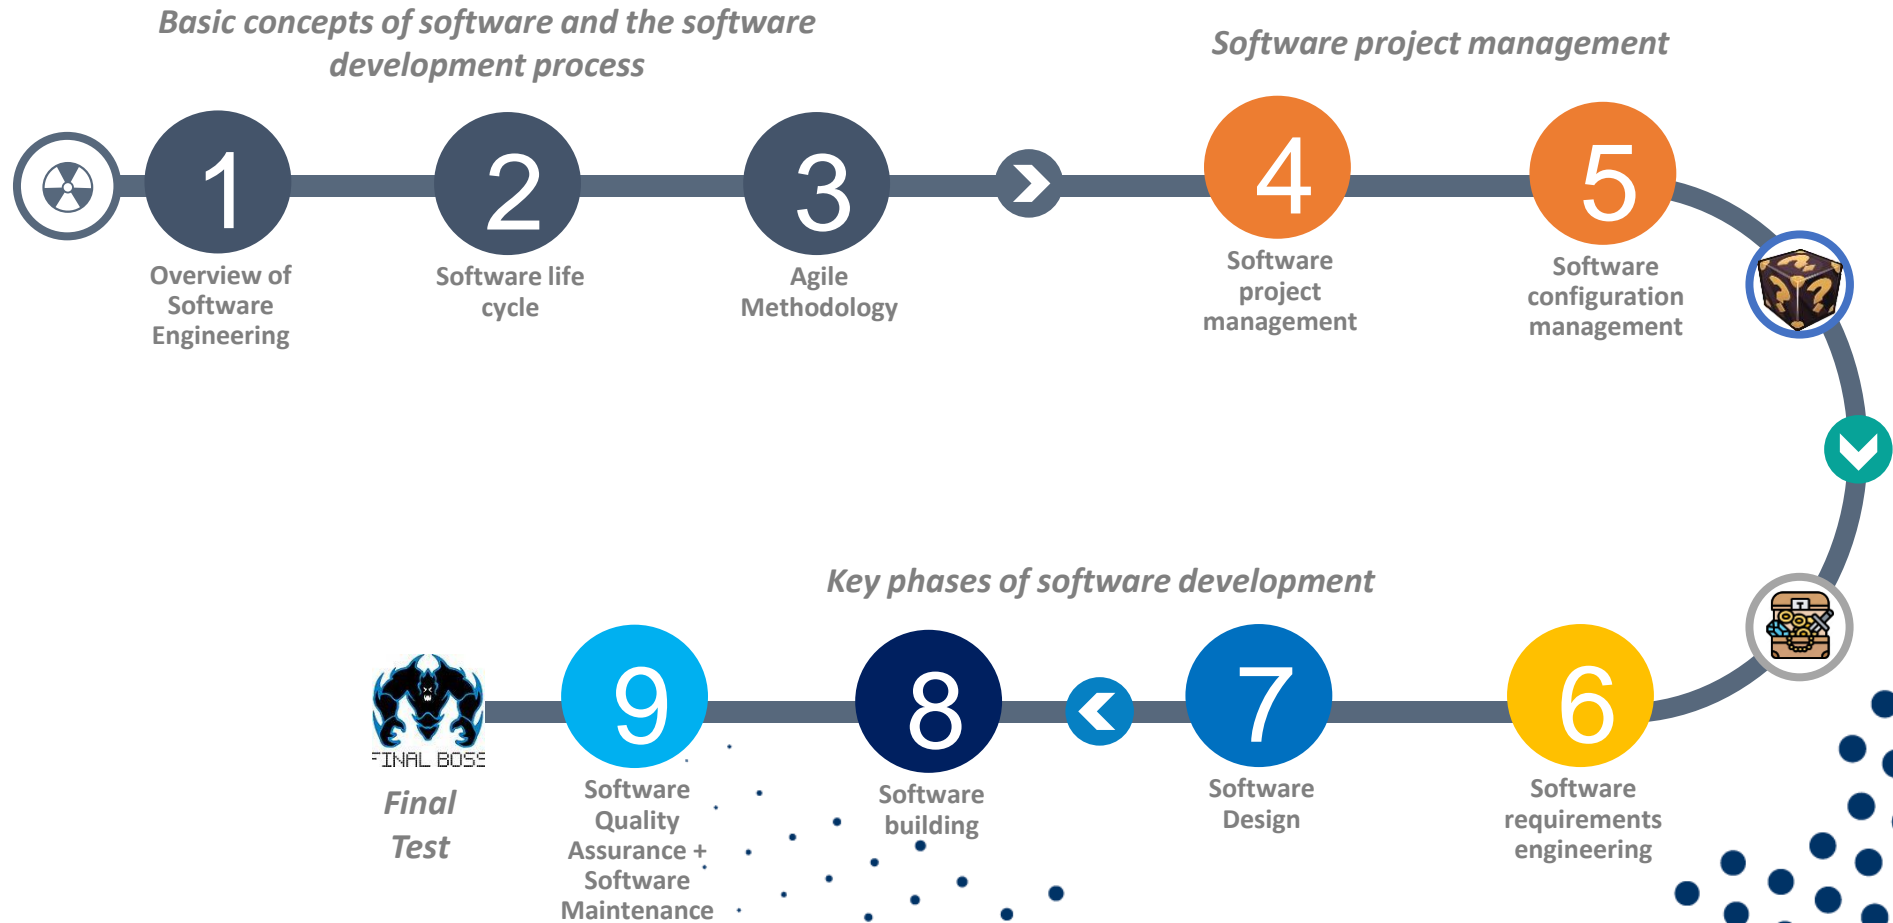 Basic concepts of software and the software
development process
Software project management
1
2
3
4
5
Overview of
Software
Engineering
Software life
cycle
Agile
Methodology
Software
project
management
Software
configuration
management
Key phases of software development
9
8
7
6
FINAL BOSS
Final
Test
Software
Quality
Assurance +
Software
Maintenance
Software
building
Software
Design
Software
requirements
engineering